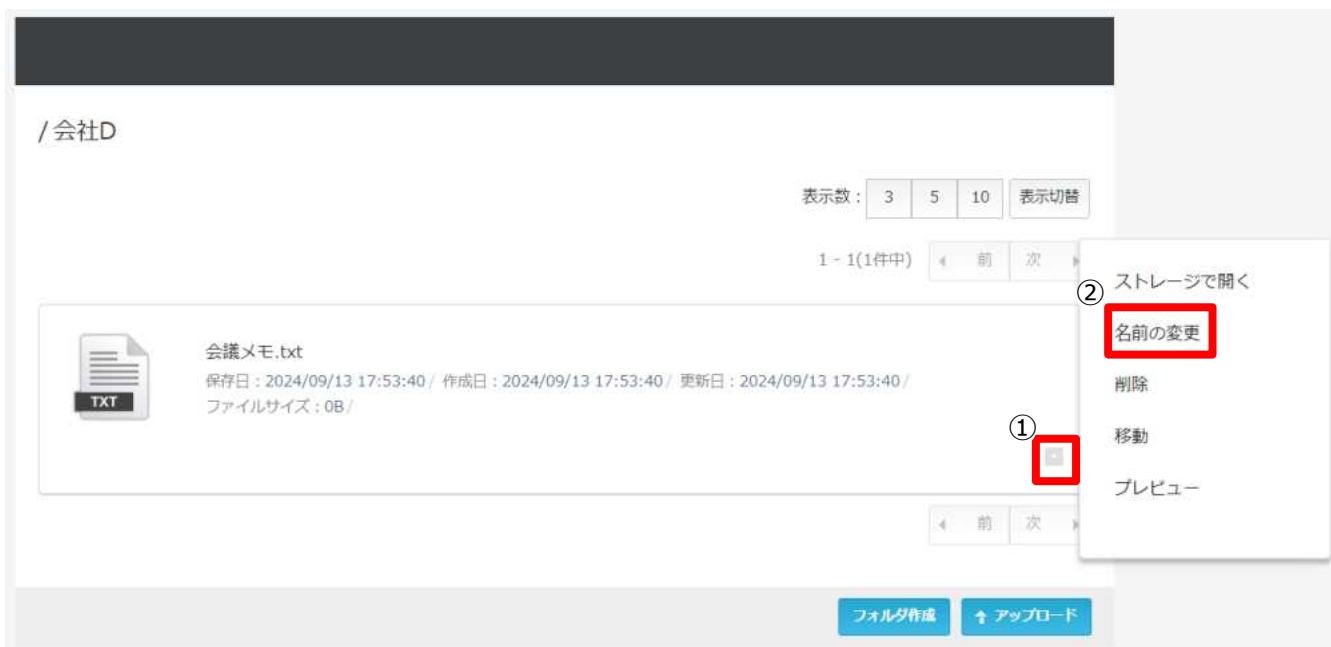 / 会社D
表示数 : 3 5 10 表示切替
1 - 1(1件中) 前 次
会議メモ.txt
保存日 : 2024/09/13 17:53:40 / 作成日 : 2024/09/13 17:53:40 / 更新日 : 2024/09/13 17:53:40 /
ファイルサイズ : 0B /
TXT
①
前 次
②
ストレージで開く
名前の変更
削除
移動
プレビュー
フォルダ作成 アップロード